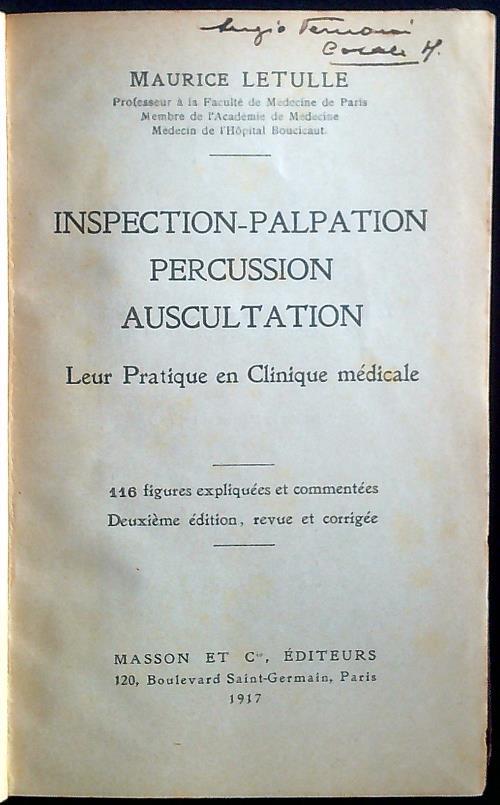 Sergio
Casale M.
MAURICE LETULLE
Professeur à la Faculté de Médecine de Paris
Membre de l'Académie de Médecine
Médecin de l'Hôpital Boucicaut.
INSPECTION-PALPATION
PERCUSSION
AUSCULTATION
Leur Pratique en Clinique médicale
116 figures expliquées et commentées
Deuxième édition, revue et corrigée
MASSON ET Cie, ÉDITEURS
120, Boulevard Saint-Germain, Paris
1917